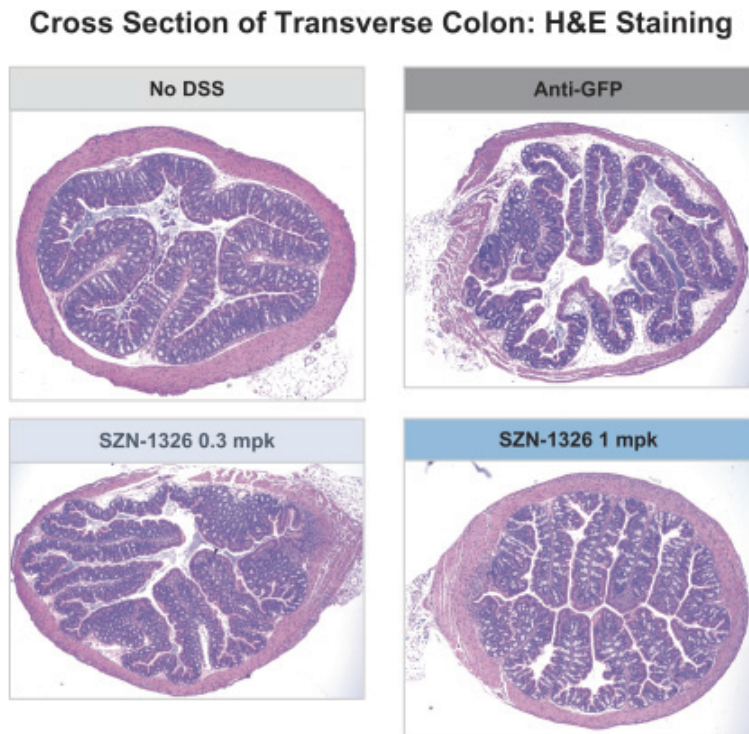 Cross Section of Transverse Colon: H&E Staining
No DSS
Anti-GFP
SZN-1326 0.3 mpk
SZN-1326 1 mpk